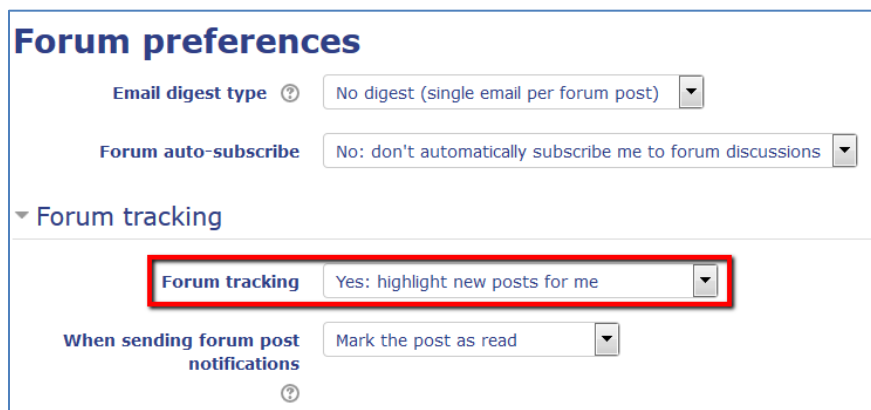 Forum preferences
Email digest type No digest (single email per forum post)
Forum auto-subscribe No: don't automatically subscribe me to forum discussions
Forum tracking
Forum tracking Yes: highlight new posts for me
When sending forum post Mark the post as read
notifications